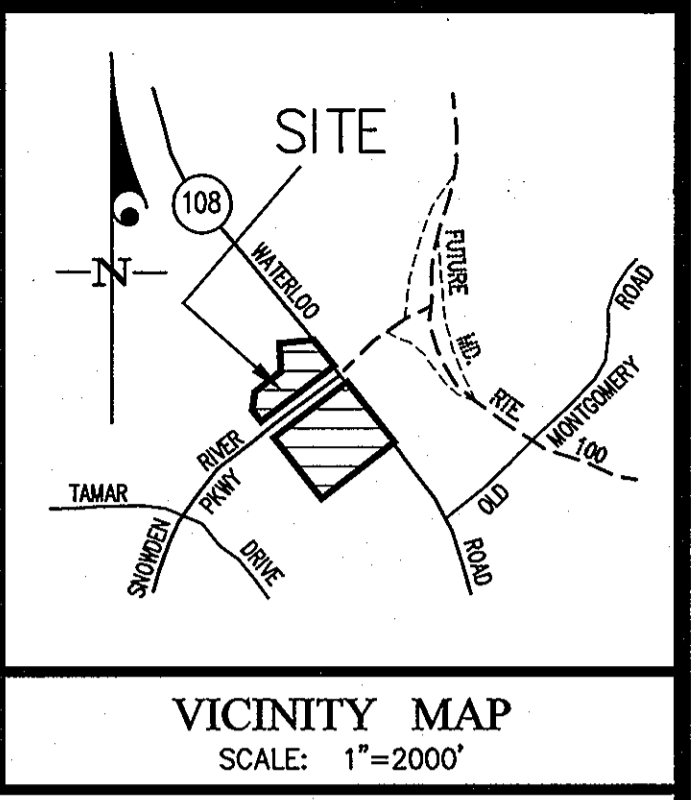 SITE
108
WATERLOO
N
FUTURE
MD.
RTE
100
ROAD
OLD MONTGOMERY
RIVER
PKWY
TAMAR
SNOWDEN
DRIVE
ROAD
VICINITY MAP
SCALE: 1"=2000'